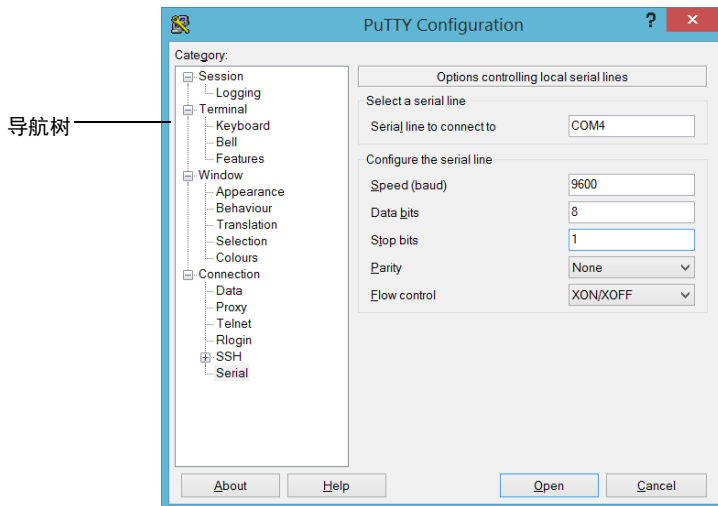 PuTTY Configuration
?
×
Category:
Session
Logging
Terminal
Keyboard
Bell
Features
Window
Appearance
Behaviour
Translation
Selection
Colours
Connection
Data
Proxy
Telnet
Rlogin
SSH
Serial
导航树
Options controlling local serial lines
Select a serial line
Serial line to connect to COM4
Configure the serial line
Speed (baud) 9600
Data bits 8
Stop bits 1
Parity None
Flow control XON/XOFF
About Help Open Cancel